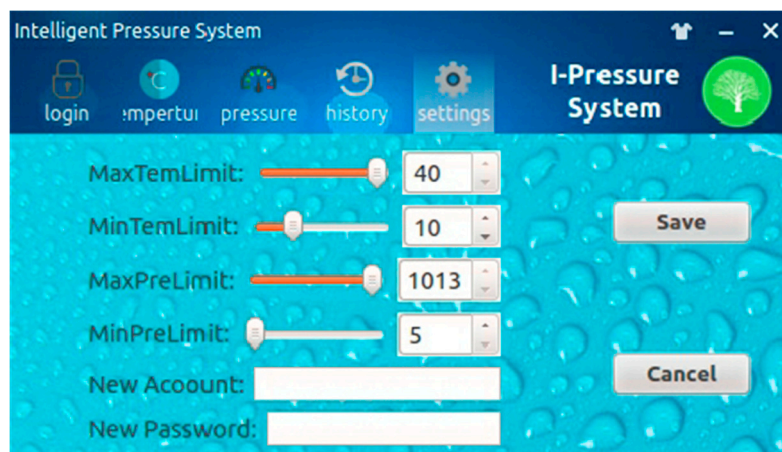 Intelligent Pressure System
login :mpertui pressure history settings
I-Pressure
System
MaxTemLimit: 40
MinTemLimit: 10
Save
MaxPreLimit: 1013
MinPreLimit: 5
New Acoount:
Cancel
New Password: